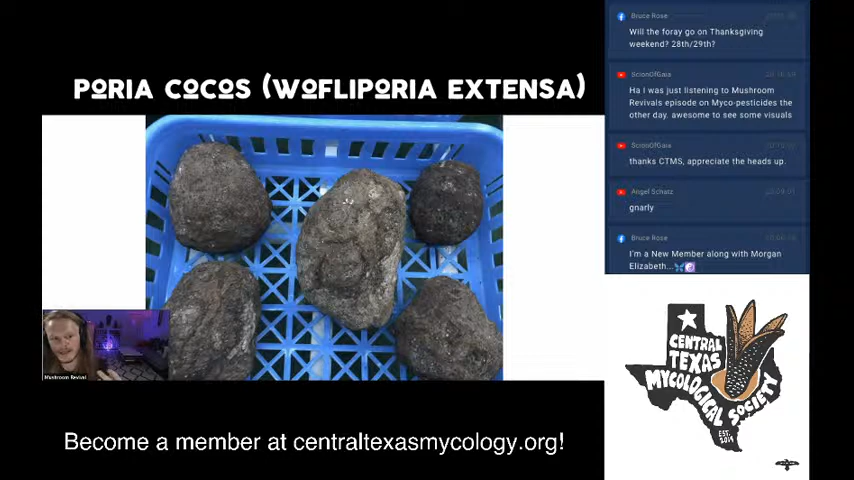 PORIA COCOS (WOFLIPORIA EXTENSA)
Mushroom Revival
Become a member at centraltexasmycology.org!
Bruce Rose
Will the foray go on Thanksgiving
weekend? 28th/29th?
ScionOfGaia
Ha I was just listening to Mushroom
Revivals episode on Myco-pesticides the
other day. awesome to see some visuals
ScionOfGaia
thanks CTMS, appreciate the heads up.
Angel Schatz
gnarly
Bruce Rose
I'm a New Member along with Morgan
Elizabeth...
CENTRAL
TEXAS
MYCOLOGICAL
SOCIETY
EST.
2019